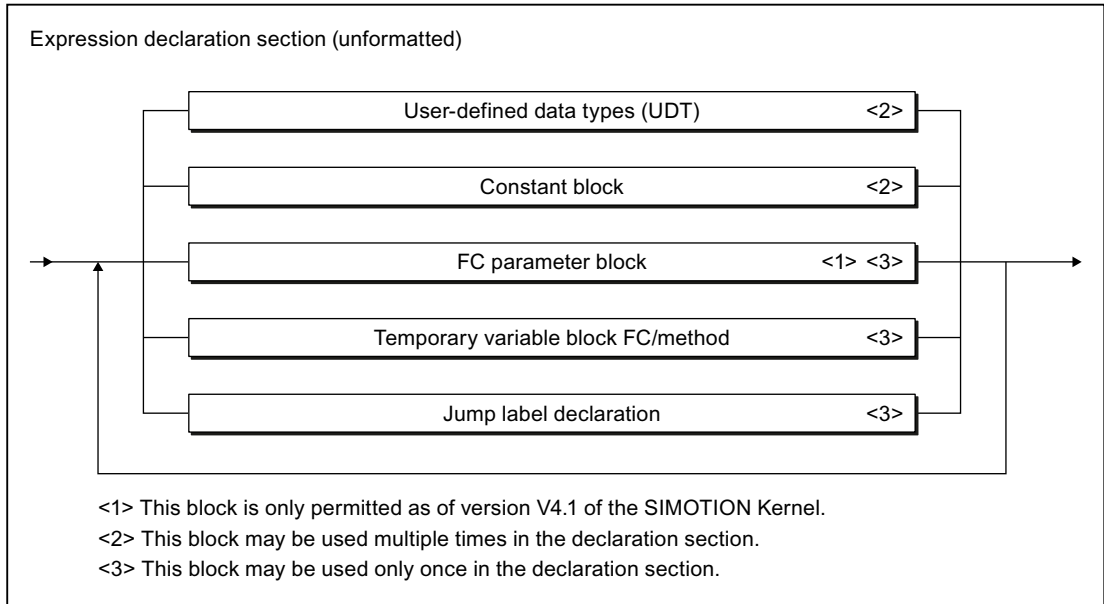 Expression declaration section (unformatted)
User-defined data types (UDT) <2>
Constant block <2>
FC parameter block <1> <3>
Temporary variable block FC/method <3>
Jump label declaration <3>
<1> This block is only permitted as of version V4.1 of the SIMOTION Kernel.
<2> This block may be used multiple times in the declaration section.
<3> This block may be used only once in the declaration section.